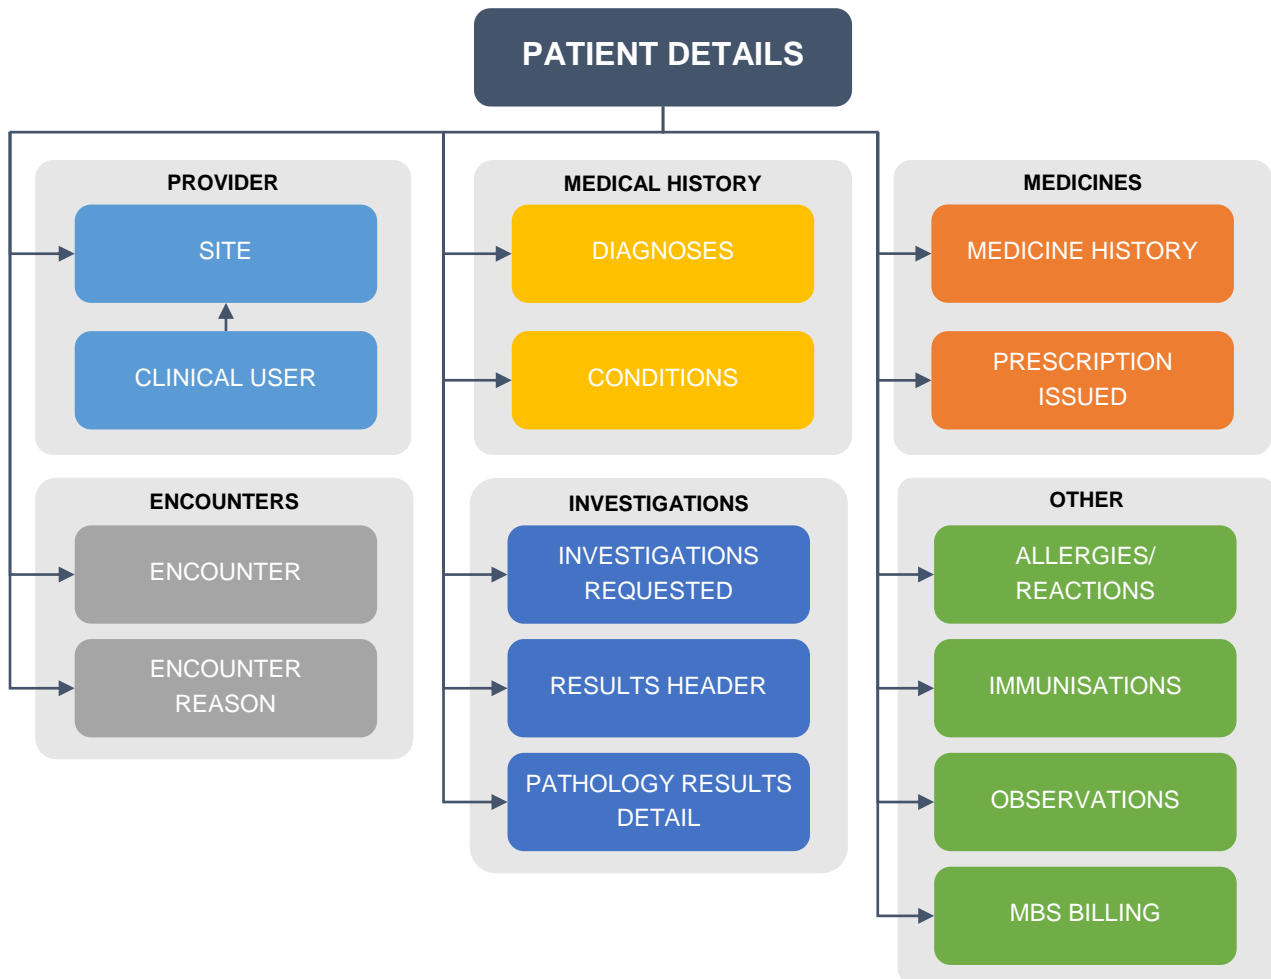 PATIENT DETAILS
PROVIDER
SITE
CLINICAL USER
MEDICAL HISTORY
DIAGNOSES
CONDITIONS
MEDICINES
MEDICINE HISTORY
PRESCRIPTION
ISSUED
ENCOUNTERS
ENCOUNTER
ENCOUNTER
REASON
INVESTIGATIONS
INVESTIGATIONS
REQUESTED
RESULTS HEADER
PATHOLOGY RESULTS
DETAIL
OTHER
ALLERGIES/
REACTIONS
IMMUNISATIONS
OBSERVATIONS
MBS BILLING